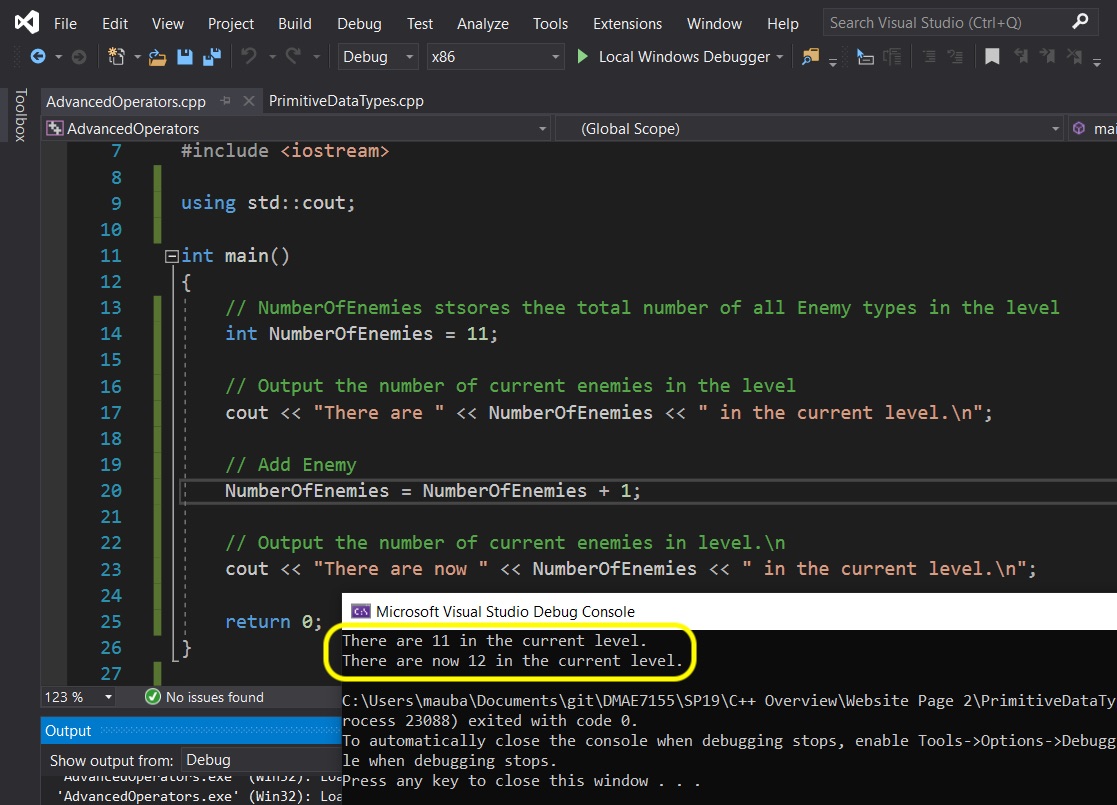 File Edit View Project Build Debug Test Analyze Tools Extensions Window Help Search Visual Studio (Ctrl+Q)
Debug x86 Local Windows Debugger
Toolbox
AdvancedOperators.cpp PrimitiveDataTypes.cpp
AdvancedOperators (Global Scope) mai
7 #include <iostream>
8
9 using std::cout;
10
11 int main()
12 {
13 // NumberOfEnemies stsores thee total number of all Enemy types in the level
14 int NumberOfEnemies = 11;
15
16 // Output the number of current enemies in the level
17 cout << "There are " << NumberOfEnemies << " in the current level.\n";
18
19 // Add Enemy
20 NumberOfEnemies = NumberOfEnemies + 1;
21
22 // Output the number of current enemies in level.\n
23 cout << "There are now " << NumberOfEnemies << " in the current level.\n";
24
25 return 0;
26 }
27
123 % No issues found
Output
Show output from: Debug
'AdvancedOperators.exe' (Win32): Loa
'AdvancedOperators.exe' (Win32): Loa
C:\ Microsoft Visual Studio Debug Console
There are 11 in the current level.
There are now 12 in the current level.
C:\Users\mauba\Documents\git\DMAE7155\SP19\C++ Overview\Website Page 2\PrimitiveDataTy
rocess 23088) exited with code 0.
To automatically close the console when debugging stops, enable Tools->Options->Debugg
le when debugging stops.
Press any key to close this window . . .